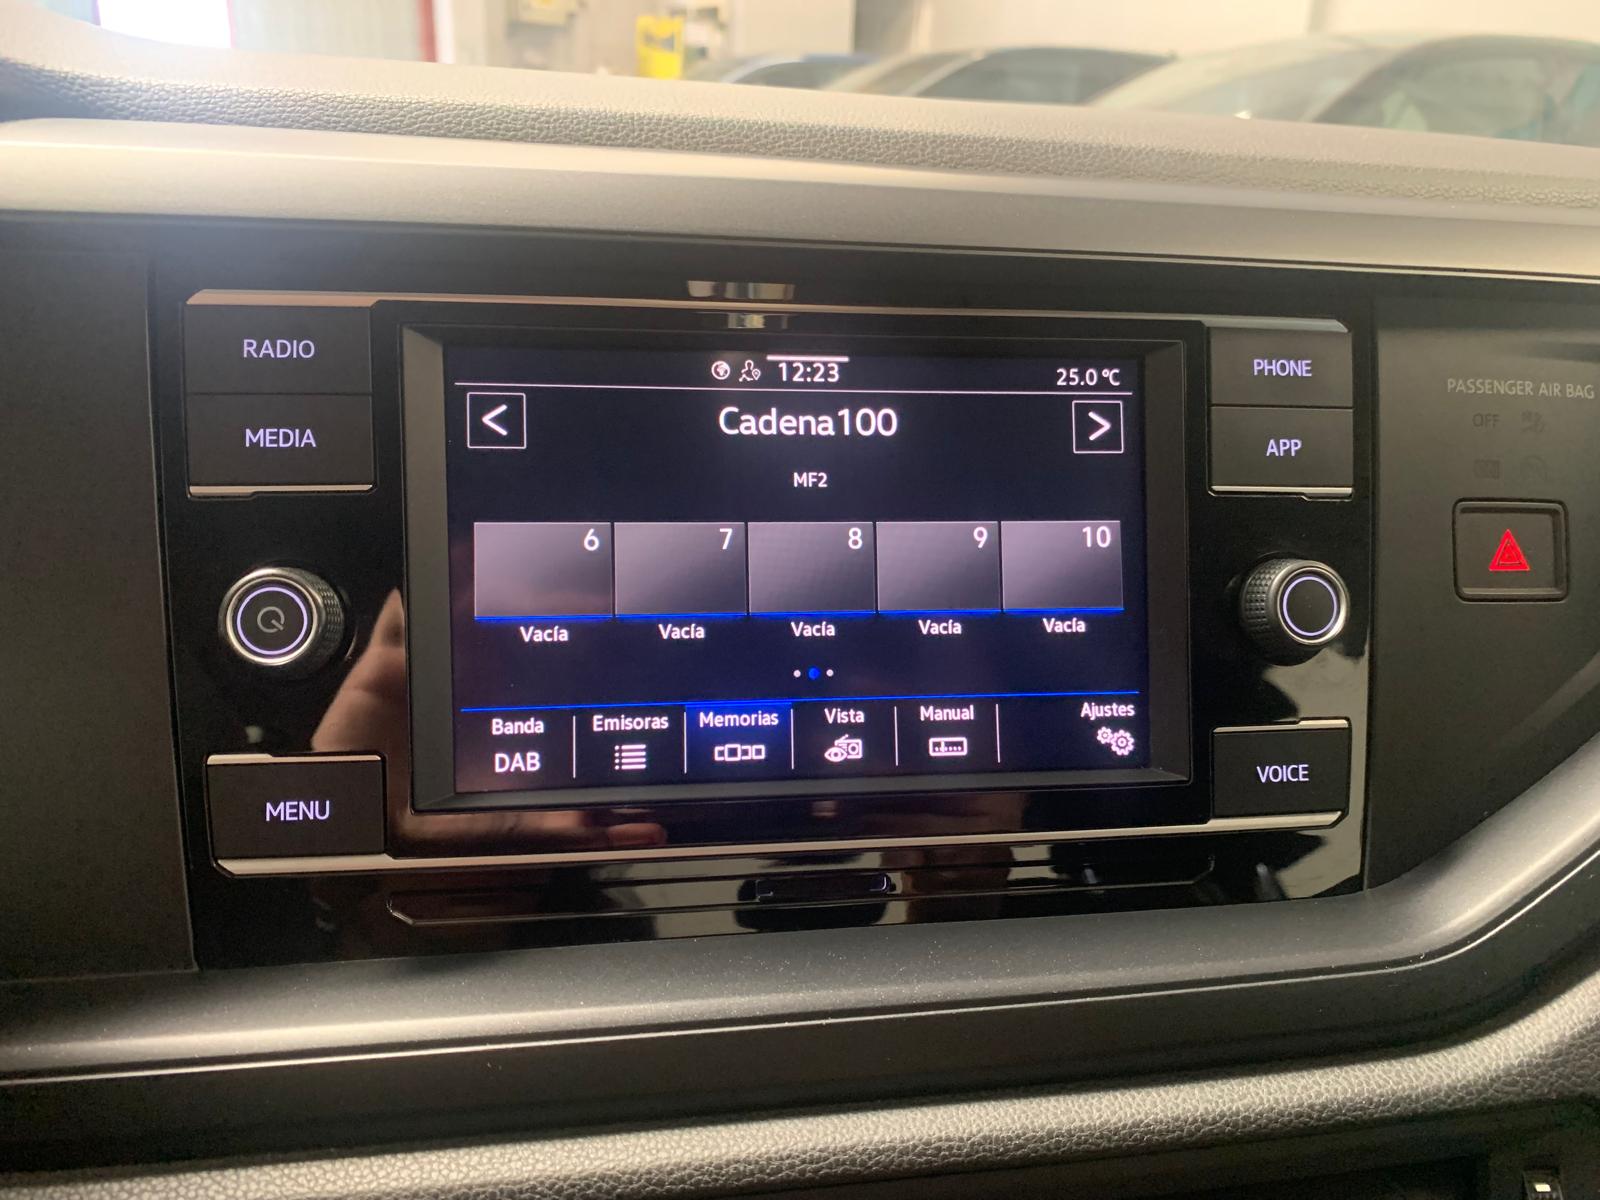 RADIO
MEDIA
MENU
12:23
25.0 °C
<
Cadena100
>
MF2
6
7
8
9
10
Vacía
Vacía
Vacía
Vacía
Vacía
Banda
DAB
Emisoras
Memorias
Vista
Manual
Ajustes
PHONE
APP
VOICE
PASSENGER AIR BAG
OFF